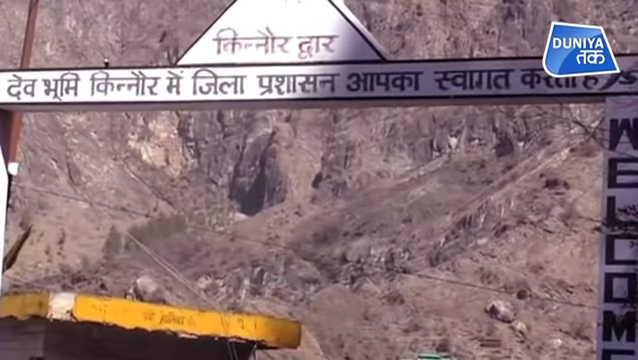 DUNIYA
तक
किन्नौर द्वार
देव भूमि किन्नौर में जिला प्रशासन आपका स्वागत करता है
WELCOME